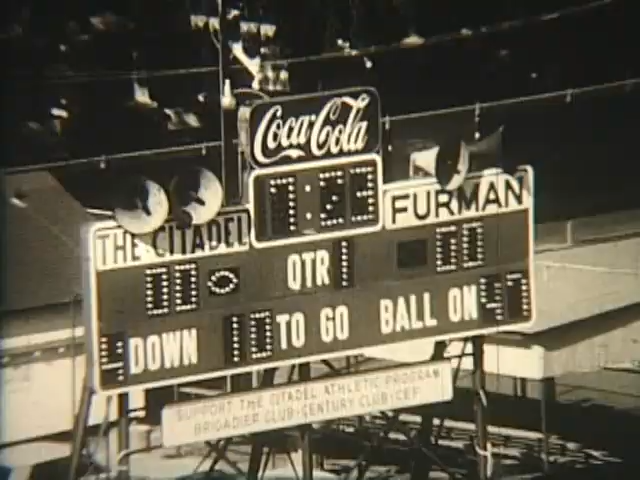 Coca-Cola
7:23
THE CITADEL
FURMAN
00
QTR 1
00
4 DOWN 10 TO GO BALL ON 47
SUPPORT THE CITADEL ATHLETIC PROGRAM
BRIGADIER CLUB·CENTURY CLUB·CEF